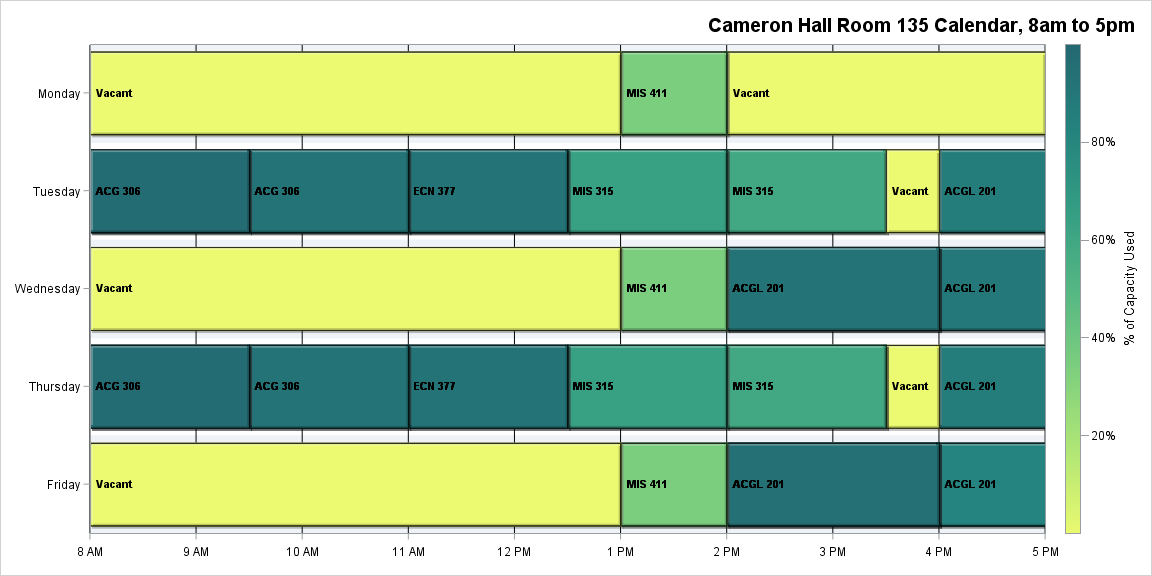 Cameron Hall Room 135 Calendar, 8am to 5pm
Monday
Vacant
MIS 411
Vacant
Tuesday
ACG 306
ACG 306
ECN 377
MIS 315
MIS 315
Vacant
ACGL 201
Wednesday
Vacant
MIS 411
ACGL 201
ACGL 201
Thursday
ACG 306
ACG 306
ECN 377
MIS 315
MIS 315
Vacant
ACGL 201
Friday
Vacant
MIS 411
ACGL 201
ACGL 201
8 AM
9 AM
10 AM
11 AM
12 PM
1 PM
2 PM
3 PM
4 PM
5 PM
80%
60%
40%
20%
% of Capacity Used